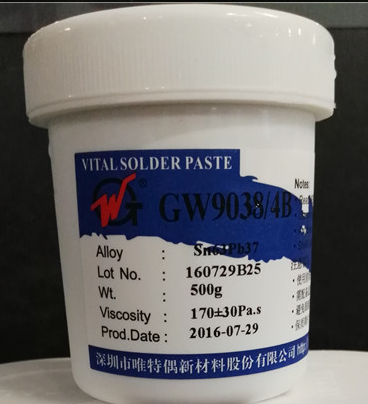 VITAL SOLDER PASTE
GW9038/4B
Notes:
Alloy : Sn63Pb37
Lot No. : 160729B25
Wt. : 500g
Viscosity : 170±30Pa.s
Prod.Date : 2016-07-29
深圳市唯特偶新材料股份有限公司